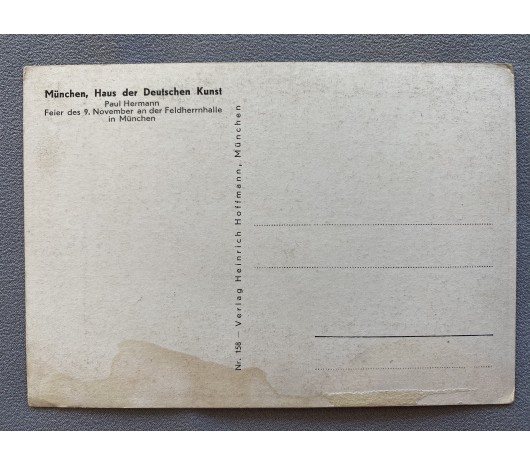 München, Haus der Deutschen Kunst
Paul Hermann
Feier des 9. November an der Feldherrnhalle
in München
Nr. 158 — Verlag Heinrich Hoffmann, München